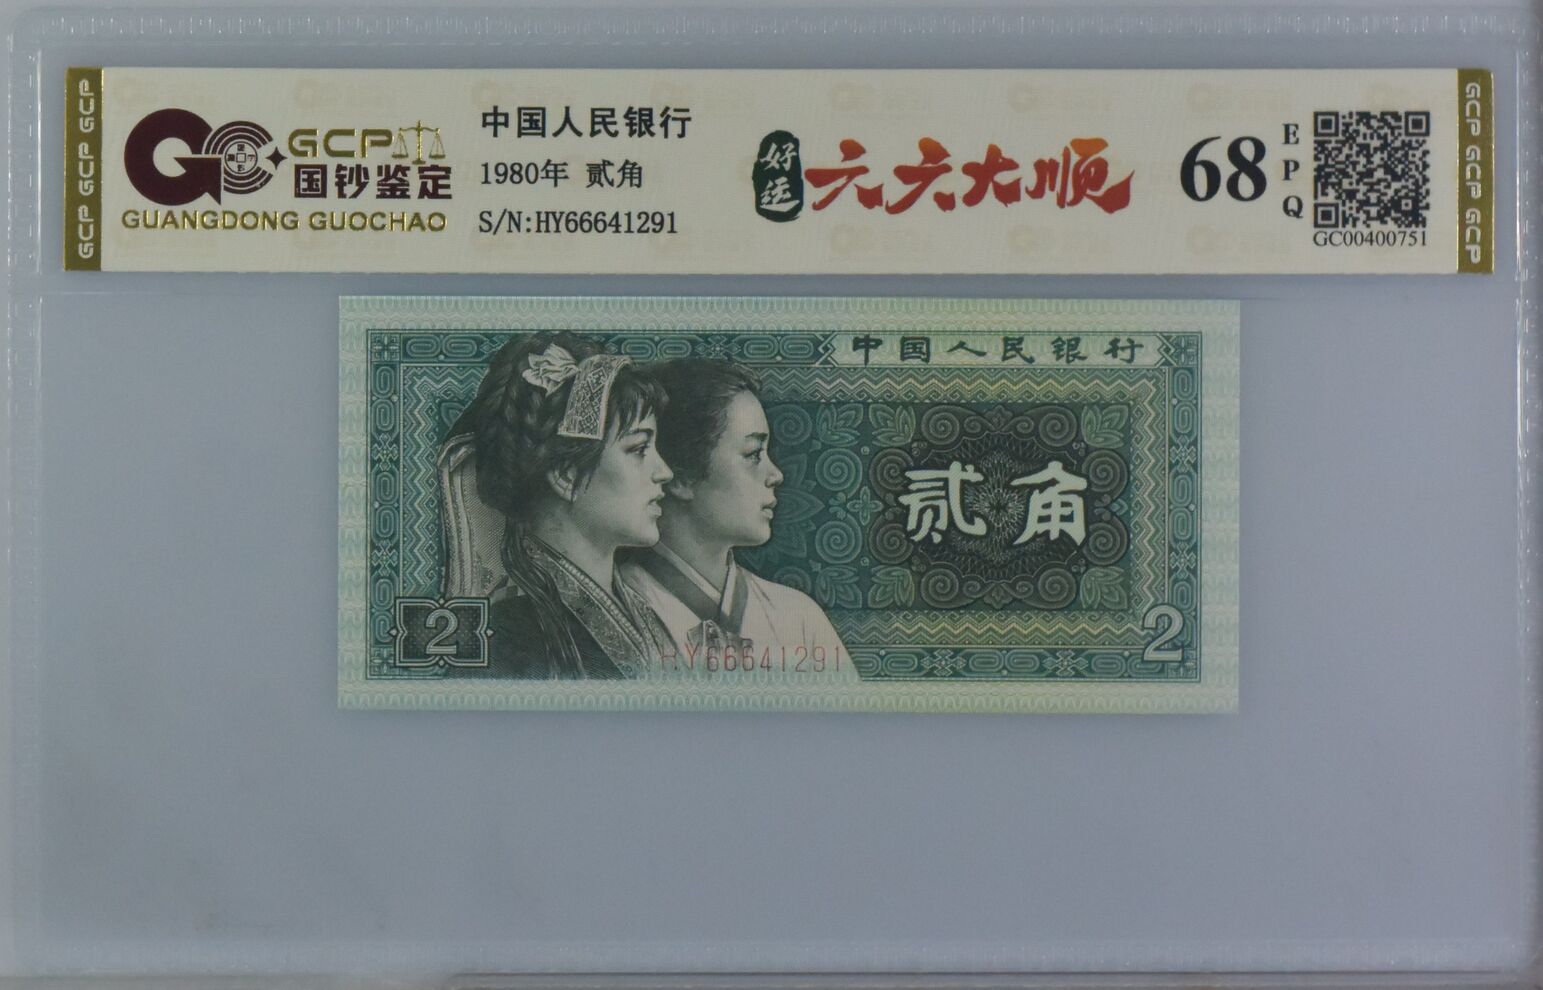 GCP GCP GCP
GCP
国钞鉴定
GUANGDONG GUOCHAO
中国人民银行
1980年 贰角
S/N:HY66641291
好运
六六大顺
68
EPQ
GC00400751
GCP GCP GCP
中国人民银行
贰角
2
2
HY66641291